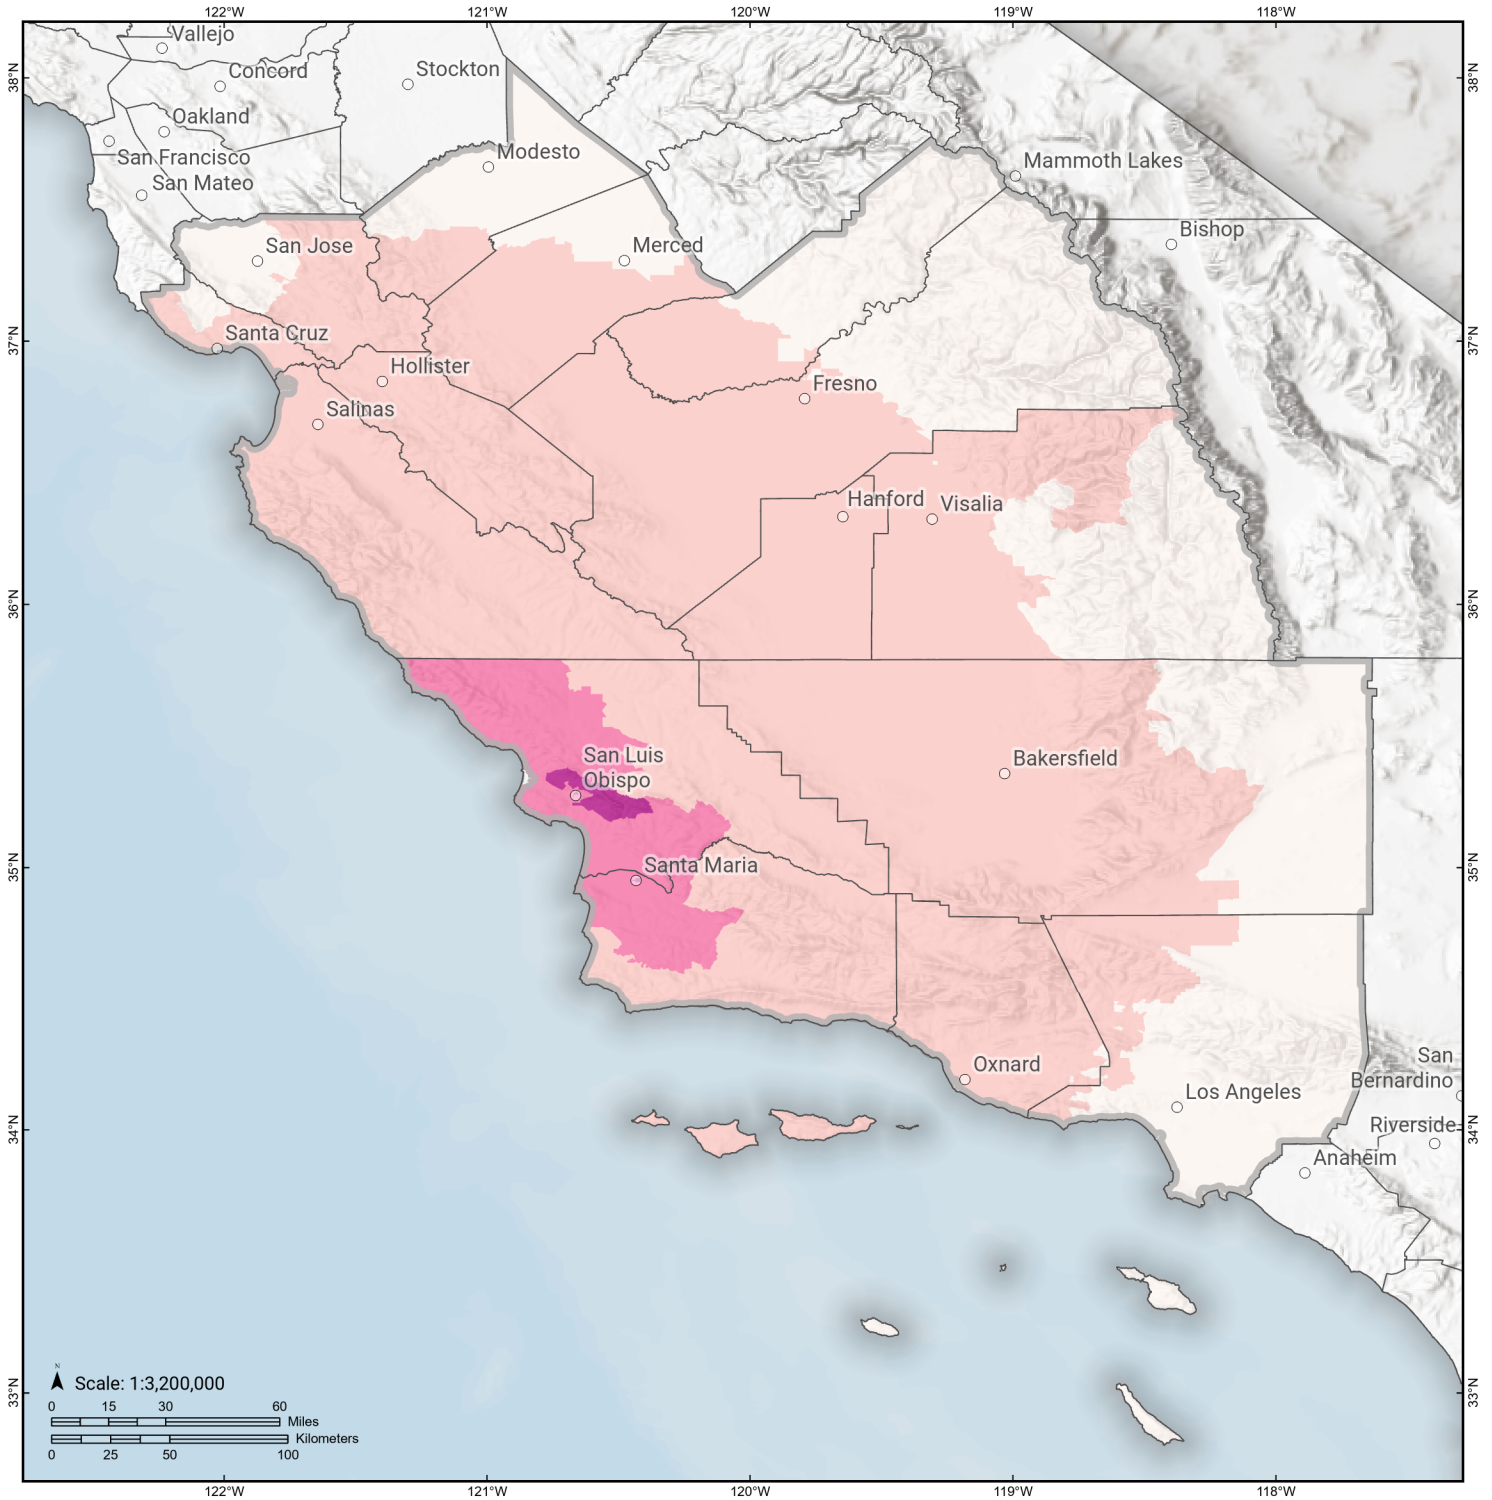 122°W 121°W 120°W 119°W 118°W
Vallejo
Concord
Stockton
38°N
38°N
Oakland
San Francisco
Modesto
Mammoth Lakes
San Mateo
Bishop
San Jose
Merced
37°N
37°N
Santa Cruz
Hollister
Fresno
Salinas
Hanford
Visalia
36°N
36°N
San Luis
Obispo
Bakersfield
35°N
35°N
Santa Maria
Oxnard
San
Bernardino
Los Angeles
34°N
34°N
Riverside
Anaheim
33°N
33°N
N
Scale: 1:3,200,000
0 15 30 60
Miles
Kilometers
0 25 50 100
122°W 121°W 120°W 119°W 118°W